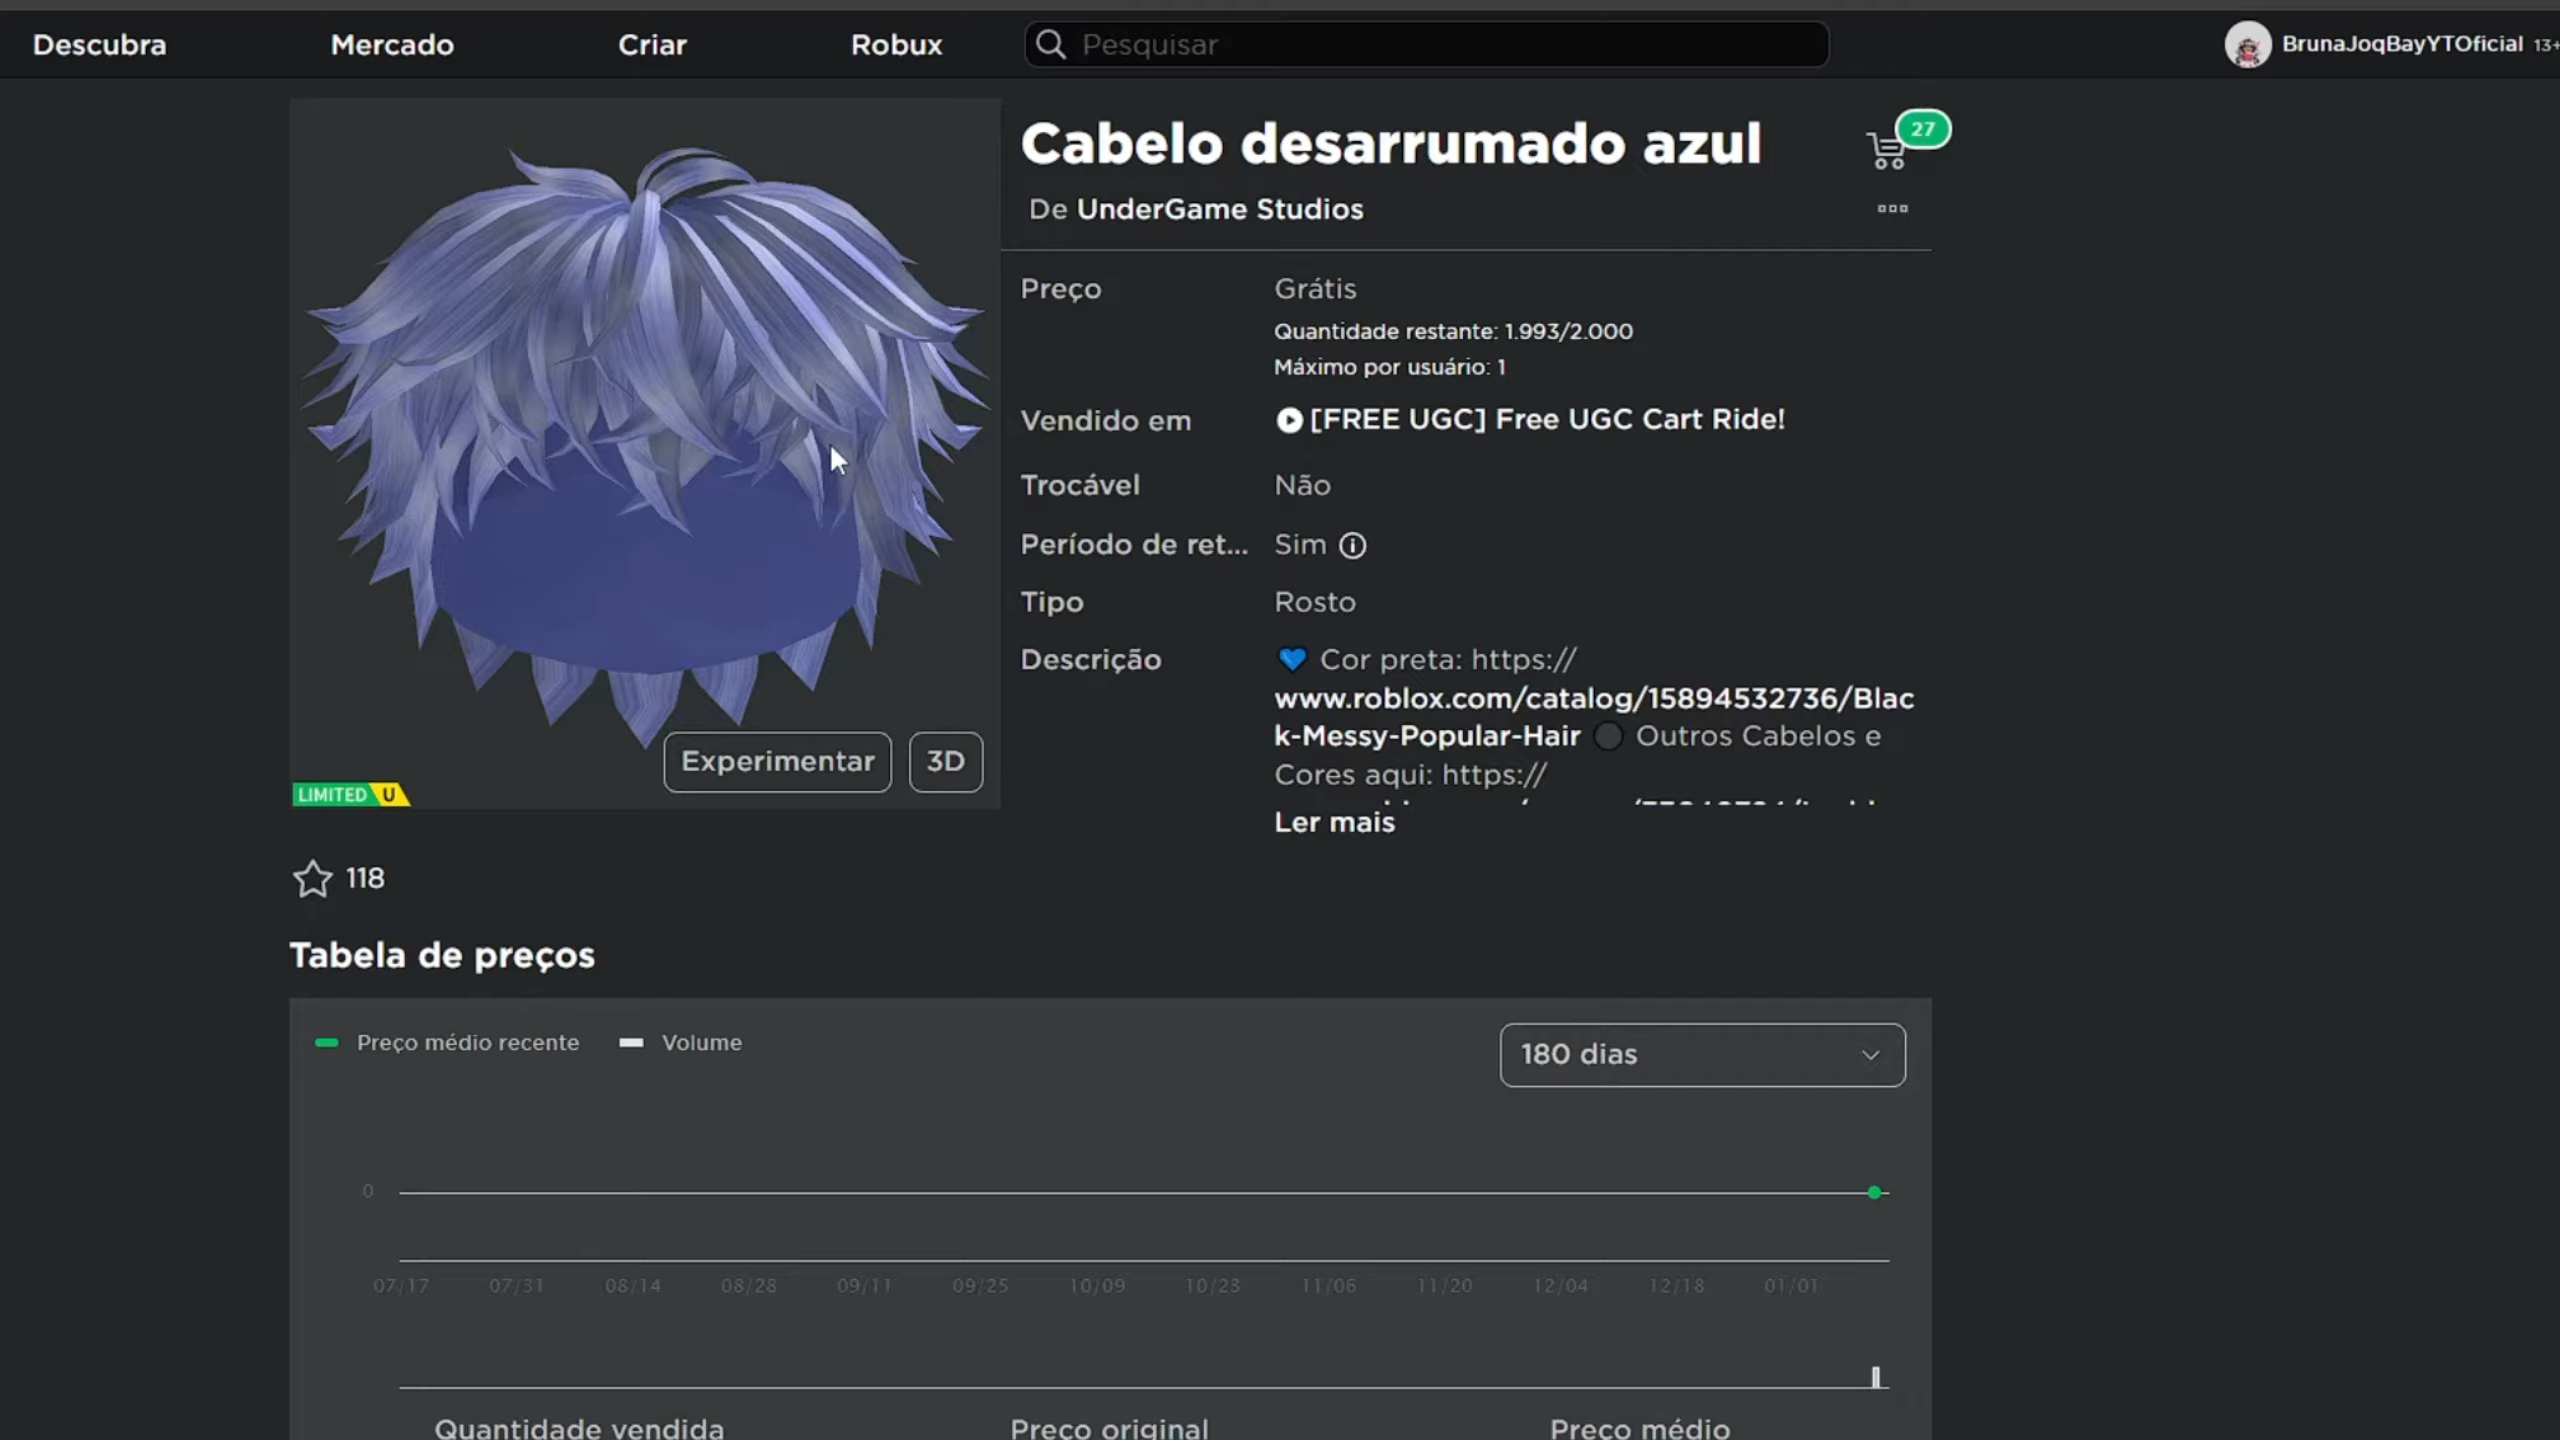 Descubra Mercado Criar Robux Pesquisar BrunaJoqBayYTOficial 13+
Cabelo desarrumado azul
27
De UnderGame Studios
Preço Grátis
Quantidade restante: 1.993/2.000
Máximo por usuário: 1
Vendido em [FREE UGC] Free UGC Cart Ride!
Trocável Não
Período de ret... Sim
Tipo Rosto
Descrição 💙 Cor preta: https://
www.roblox.com/catalog/15894532736/Blac
k-Messy-Popular-Hair ⚫ Outros Cabelos e
Cores aqui: https://
Ler mais
Experimentar 3D
LIMITED U
118
Tabela de preços
Preço médio recente Volume 180 dias
0
07/17 07/31 08/14 08/28 09/11 09/25 10/09 10/23 11/06 11/20 12/04 12/18 01/01
Quantidade vendida Preço original Preço médio